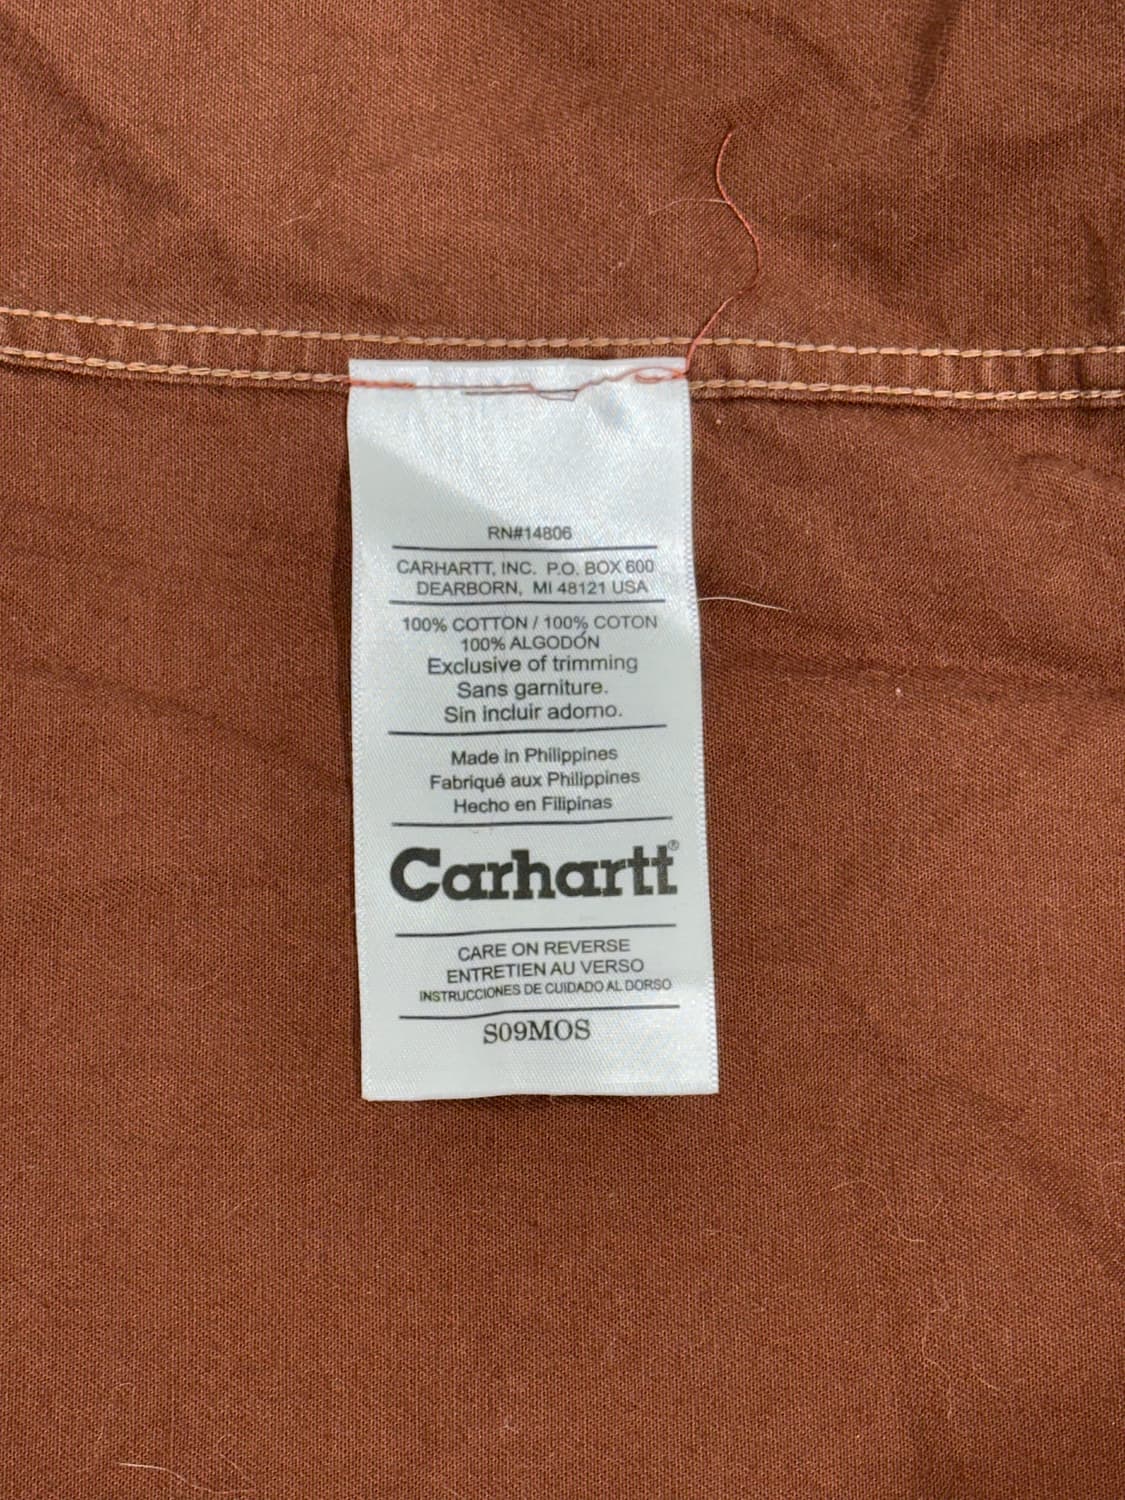 RN#14806
CARHARTT, INC. P.O. BOX 600
DEARBORN, MI 48121 USA
100% COTTON / 100% COTON
100% ALGODÓN
Exclusive of trimming
Sans garniture.
Sin incluir adorno.
Made in Philippines
Fabriqué aux Philippines
Hecho en Filipinas
Carhartt®
CARE ON REVERSE
ENTRETIEN AU VERSO
INSTRUCCIONES DE CUIDADO AL DORSO
S09MOS